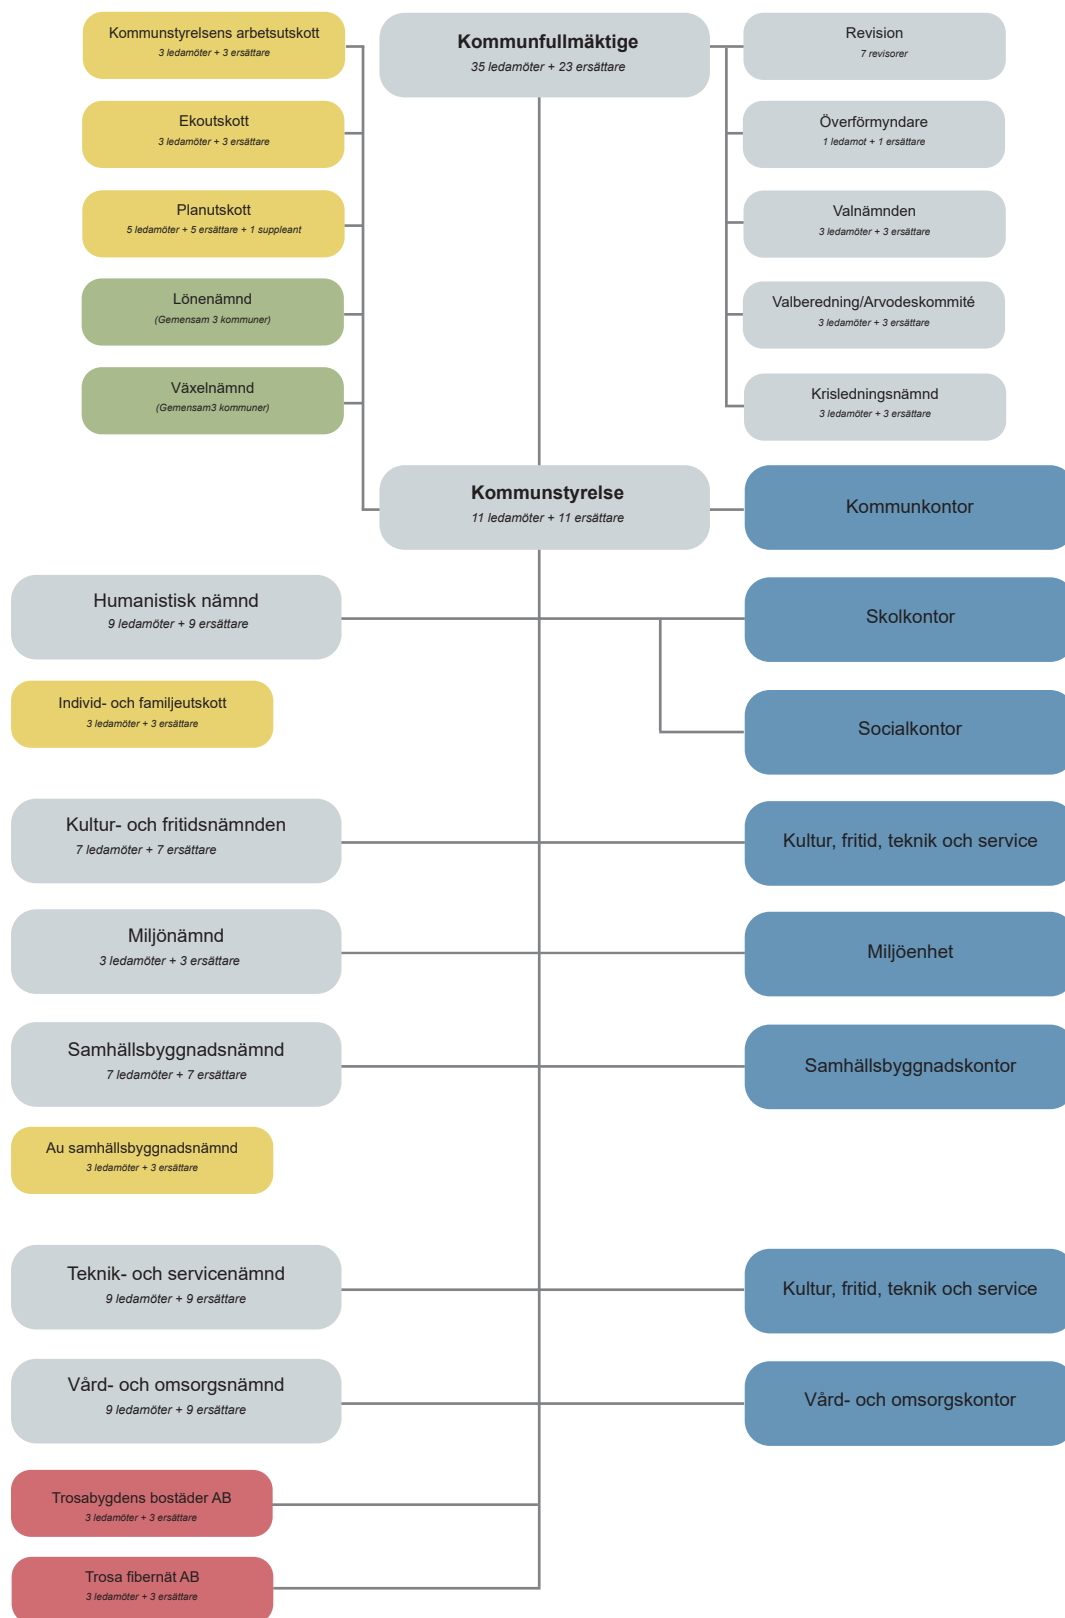 Kommunstyrelsens arbetsutskott
3 ledamöter + 3 ersättare
Kommunfullmäktige
35 ledamöter + 23 ersättare
Revision
7 revisorer
Ekoutskott
3 ledamöter + 3 ersättare
Överförmyndare
1 ledamot + 1 ersättare
Planutskott
5 ledamöter + 5 ersättare + 1 suppleant
Valnämnden
3 ledamöter + 3 ersättare
Lönenämnd
(Gemensam 3 kommuner)
Valberedning/Arvodeskommité
3 ledamöter + 3 ersättare
Växelnämnd
(Gemensam3 kommuner)
Krisledningsnämnd
3 ledamöter + 3 ersättare
Kommunstyrelse
11 ledamöter + 11 ersättare
Kommunkontor
Humanistisk nämnd
9 ledamöter + 9 ersättare
Skolkontor
Individ- och familjeutskott
3 ledamöter + 3 ersättare
Socialkontor
Kultur- och fritidsnämnden
7 ledamöter + 7 ersättare
Kultur, fritid, teknik och service
Miljönämnd
3 ledamöter + 3 ersättare
Miljöenhet
Samhällsbyggnadsnämnd
7 ledamöter + 7 ersättare
Samhällsbyggnadskontor
Au samhällsbyggnadsnämnd
3 ledamöter + 3 ersättare
Teknik- och servicenämnd
9 ledamöter + 9 ersättare
Kultur, fritid, teknik och service
Vård- och omsorgsnämnd
9 ledamöter + 9 ersättare
Vård- och omsorgskontor
Trosabygdens bostäder AB
3 ledamöter + 3 ersättare
Trosa fibernät AB
3 ledamöter + 3 ersättare